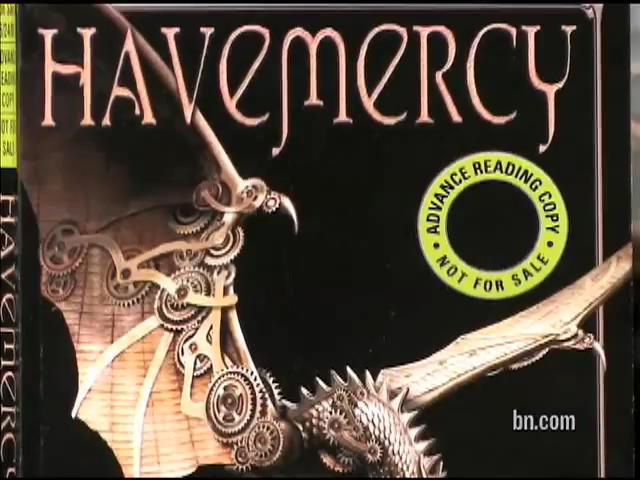 HAVEMERCY
ADVANCE READING COPY
• NOT FOR SALE •
HAVEMERCY
bn.com